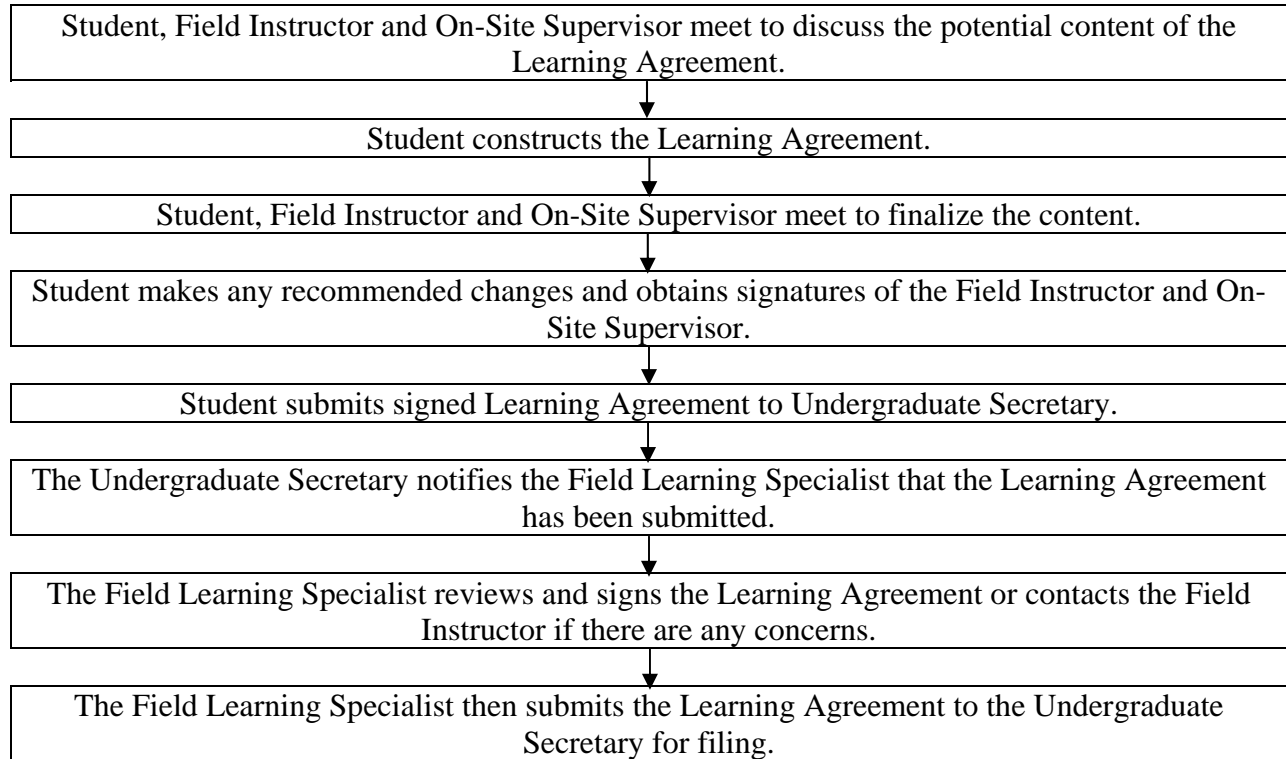 Student, Field Instructor and On-Site Supervisor meet to discuss the potential content of the
Learning Agreement.
Student constructs the Learning Agreement.
Student, Field Instructor and On-Site Supervisor meet to finalize the content.
Student makes any recommended changes and obtains signatures of the Field Instructor and On-
Site Supervisor.
Student submits signed Learning Agreement to Undergraduate Secretary.
The Undergraduate Secretary notifies the Field Learning Specialist that the Learning Agreement
has been submitted.
The Field Learning Specialist reviews and signs the Learning Agreement or contacts the Field
Instructor if there are any concerns.
The Field Learning Specialist then submits the Learning Agreement to the Undergraduate
Secretary for filing.